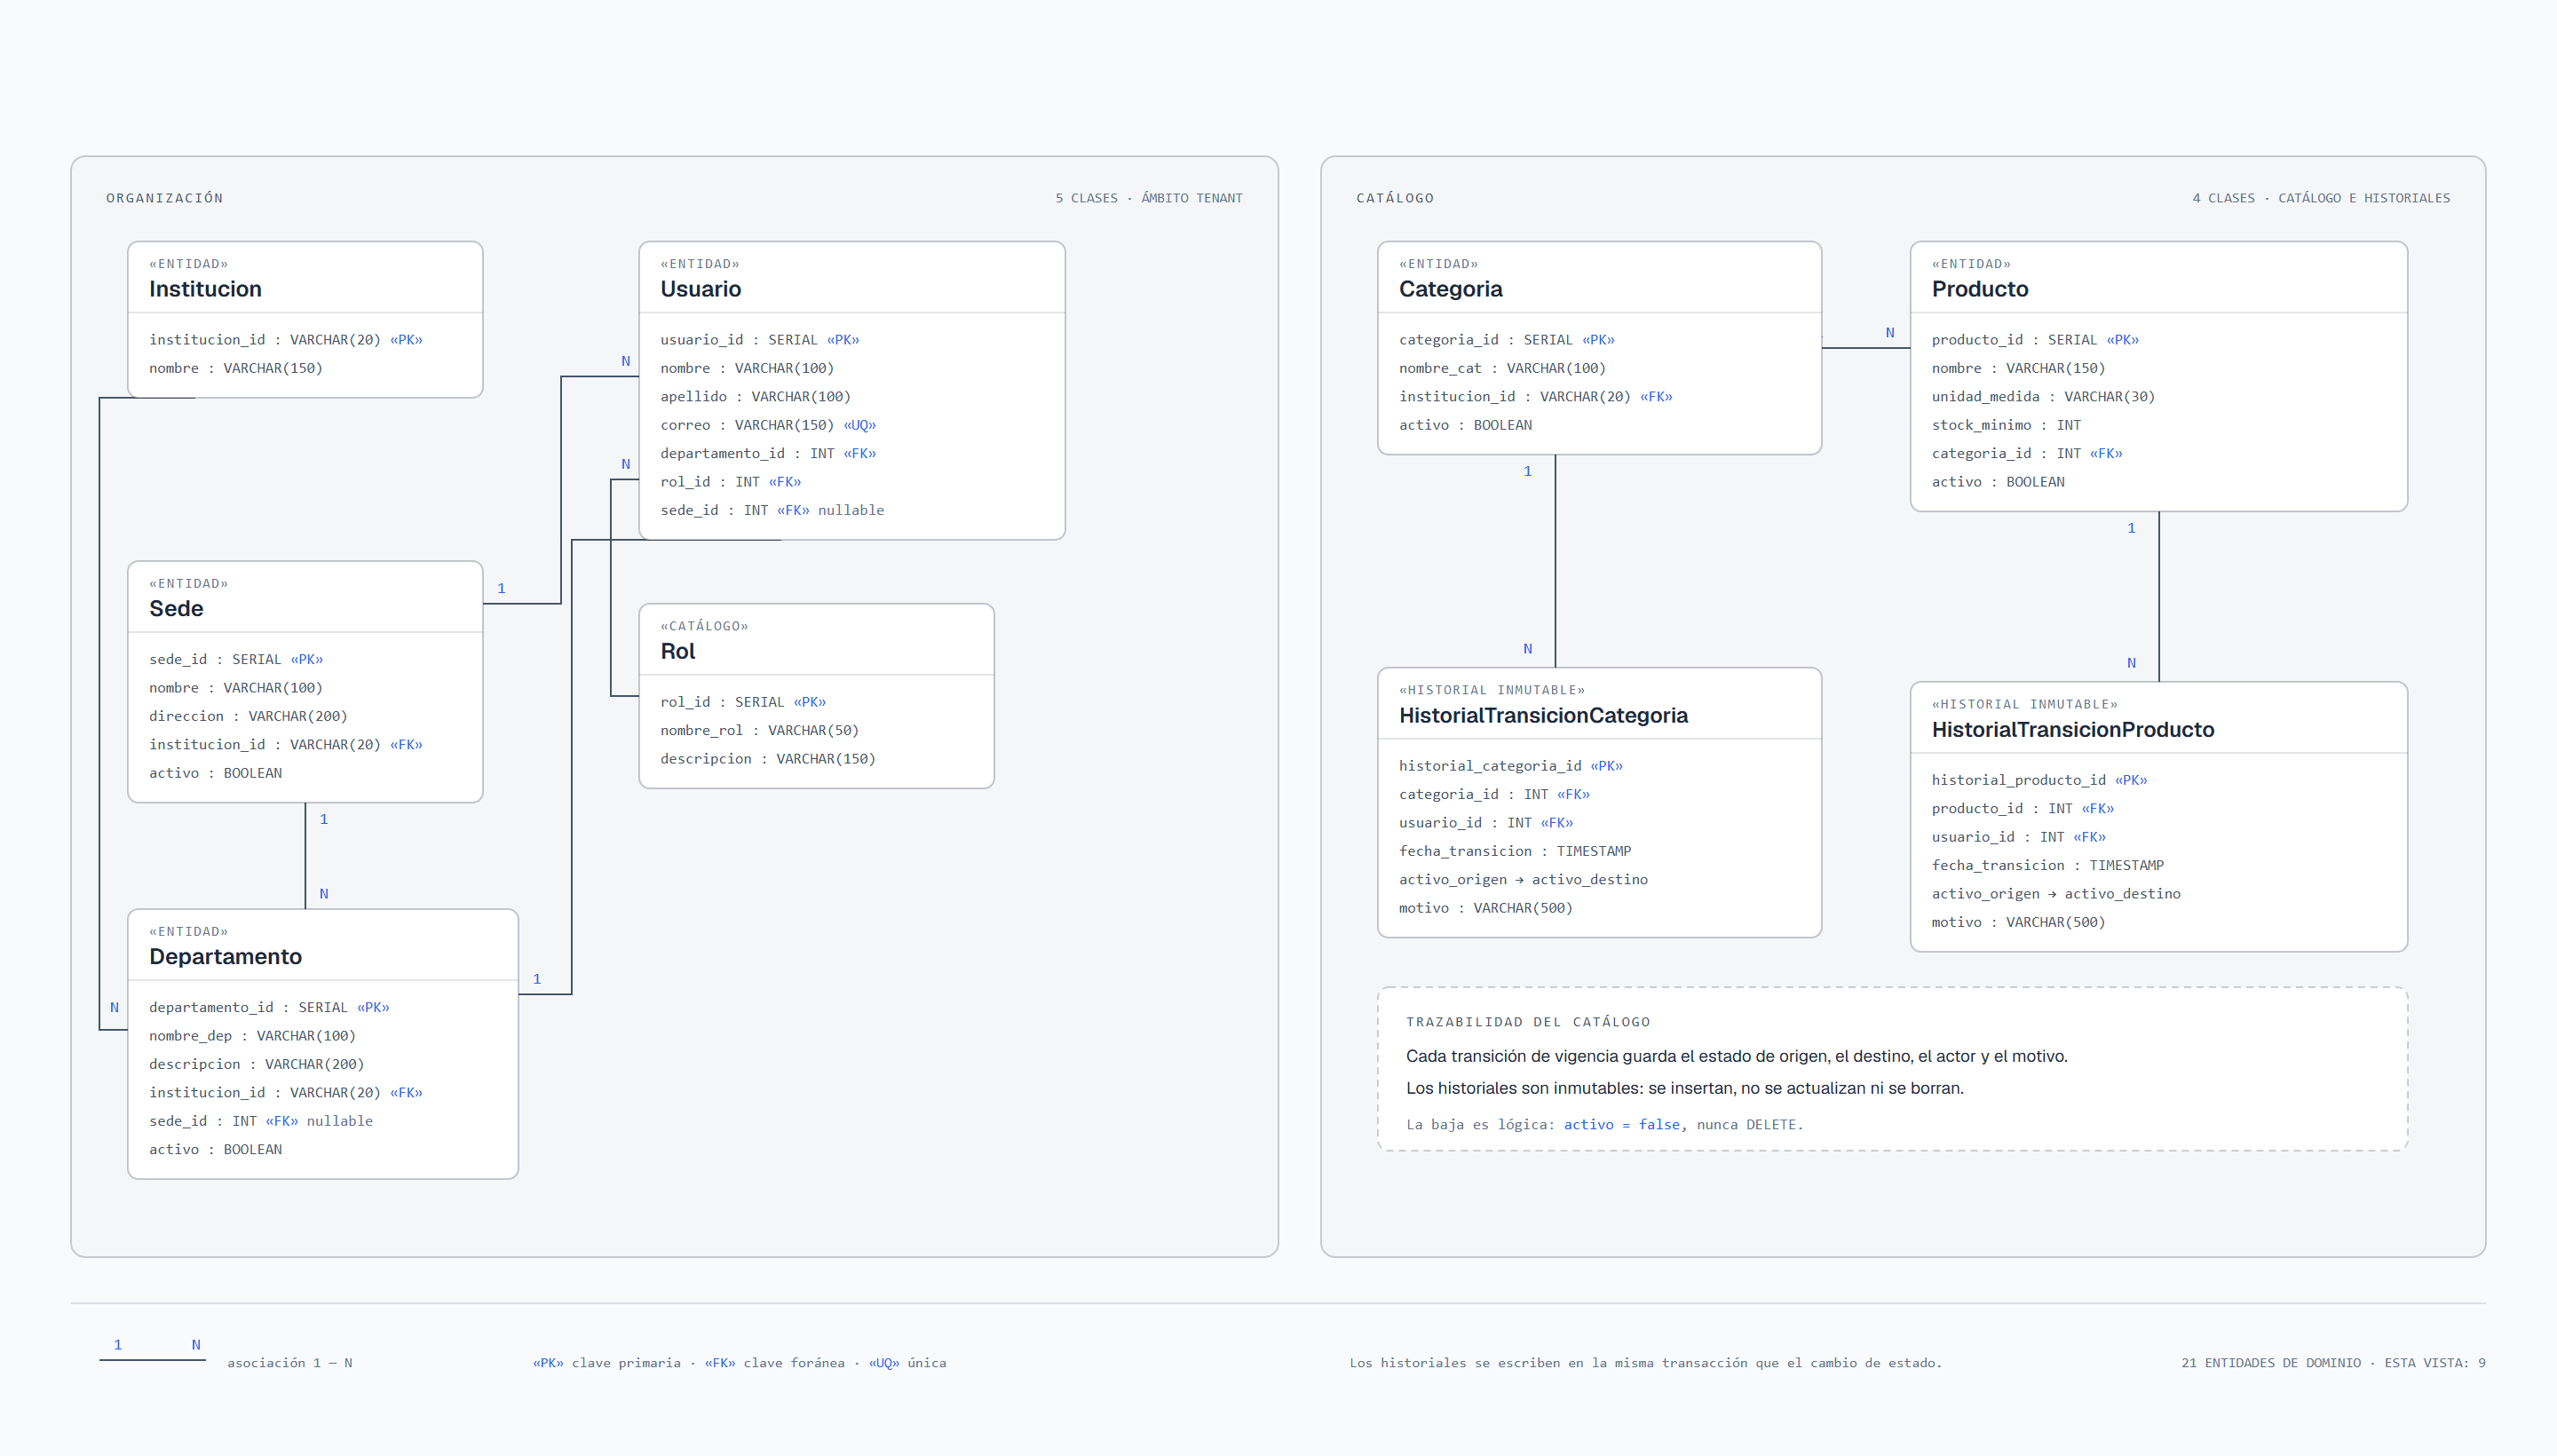 ORGANIZACIÓN
5 CLASES · ÁMBITO TENANT
«ENTIDAD»
Institucion
institucion_id : VARCHAR(20) «PK»
nombre : VARCHAR(150)
«ENTIDAD»
Usuario
usuario_id : SERIAL «PK»
nombre : VARCHAR(100)
apellido : VARCHAR(100)
correo : VARCHAR(150) «UQ»
departamento_id : INT «FK»
rol_id : INT «FK»
sede_id : INT «FK» nullable
N
N
«ENTIDAD»
Sede
sede_id : SERIAL «PK»
nombre : VARCHAR(100)
direccion : VARCHAR(200)
institucion_id : VARCHAR(20) «FK»
activo : BOOLEAN
1
«CATÁLOGO»
Rol
rol_id : SERIAL «PK»
nombre_rol : VARCHAR(50)
descripcion : VARCHAR(150)
1
N
«ENTIDAD»
Departamento
departamento_id : SERIAL «PK»
nombre_dep : VARCHAR(100)
descripcion : VARCHAR(200)
institucion_id : VARCHAR(20) «FK»
sede_id : INT «FK» nullable
activo : BOOLEAN
1
N
CATÁLOGO
4 CLASES · CATÁLOGO E HISTORIALES
«ENTIDAD»
Categoria
categoria_id : SERIAL «PK»
nombre_cat : VARCHAR(100)
institucion_id : VARCHAR(20) «FK»
activo : BOOLEAN
N
«ENTIDAD»
Producto
producto_id : SERIAL «PK»
nombre : VARCHAR(150)
unidad_medida : VARCHAR(30)
stock_minimo : INT
categoria_id : INT «FK»
activo : BOOLEAN
1
N
1
N
«HISTORIAL INMUTABLE»
HistorialTransicionCategoria
historial_categoria_id «PK»
categoria_id : INT «FK»
usuario_id : INT «FK»
fecha_transicion : TIMESTAMP
activo_origen → activo_destino
motivo : VARCHAR(500)
«HISTORIAL INMUTABLE»
HistorialTransicionProducto
historial_producto_id «PK»
producto_id : INT «FK»
usuario_id : INT «FK»
fecha_transicion : TIMESTAMP
activo_origen → activo_destino
motivo : VARCHAR(500)
TRAZABILIDAD DEL CATÁLOGO
Cada transición de vigencia guarda el estado de origen, el destino, el actor y el motivo.
Los historiales son inmutables: se insertan, no se actualizan ni se borran.
La baja es lógica: activo = false, nunca DELETE.
1 N
asociación 1 — N
«PK» clave primaria · «FK» clave foránea · «UQ» única
Los historiales se escriben en la misma transacción que el cambio de estado.
21 ENTIDADES DE DOMINIO · ESTA VISTA: 9